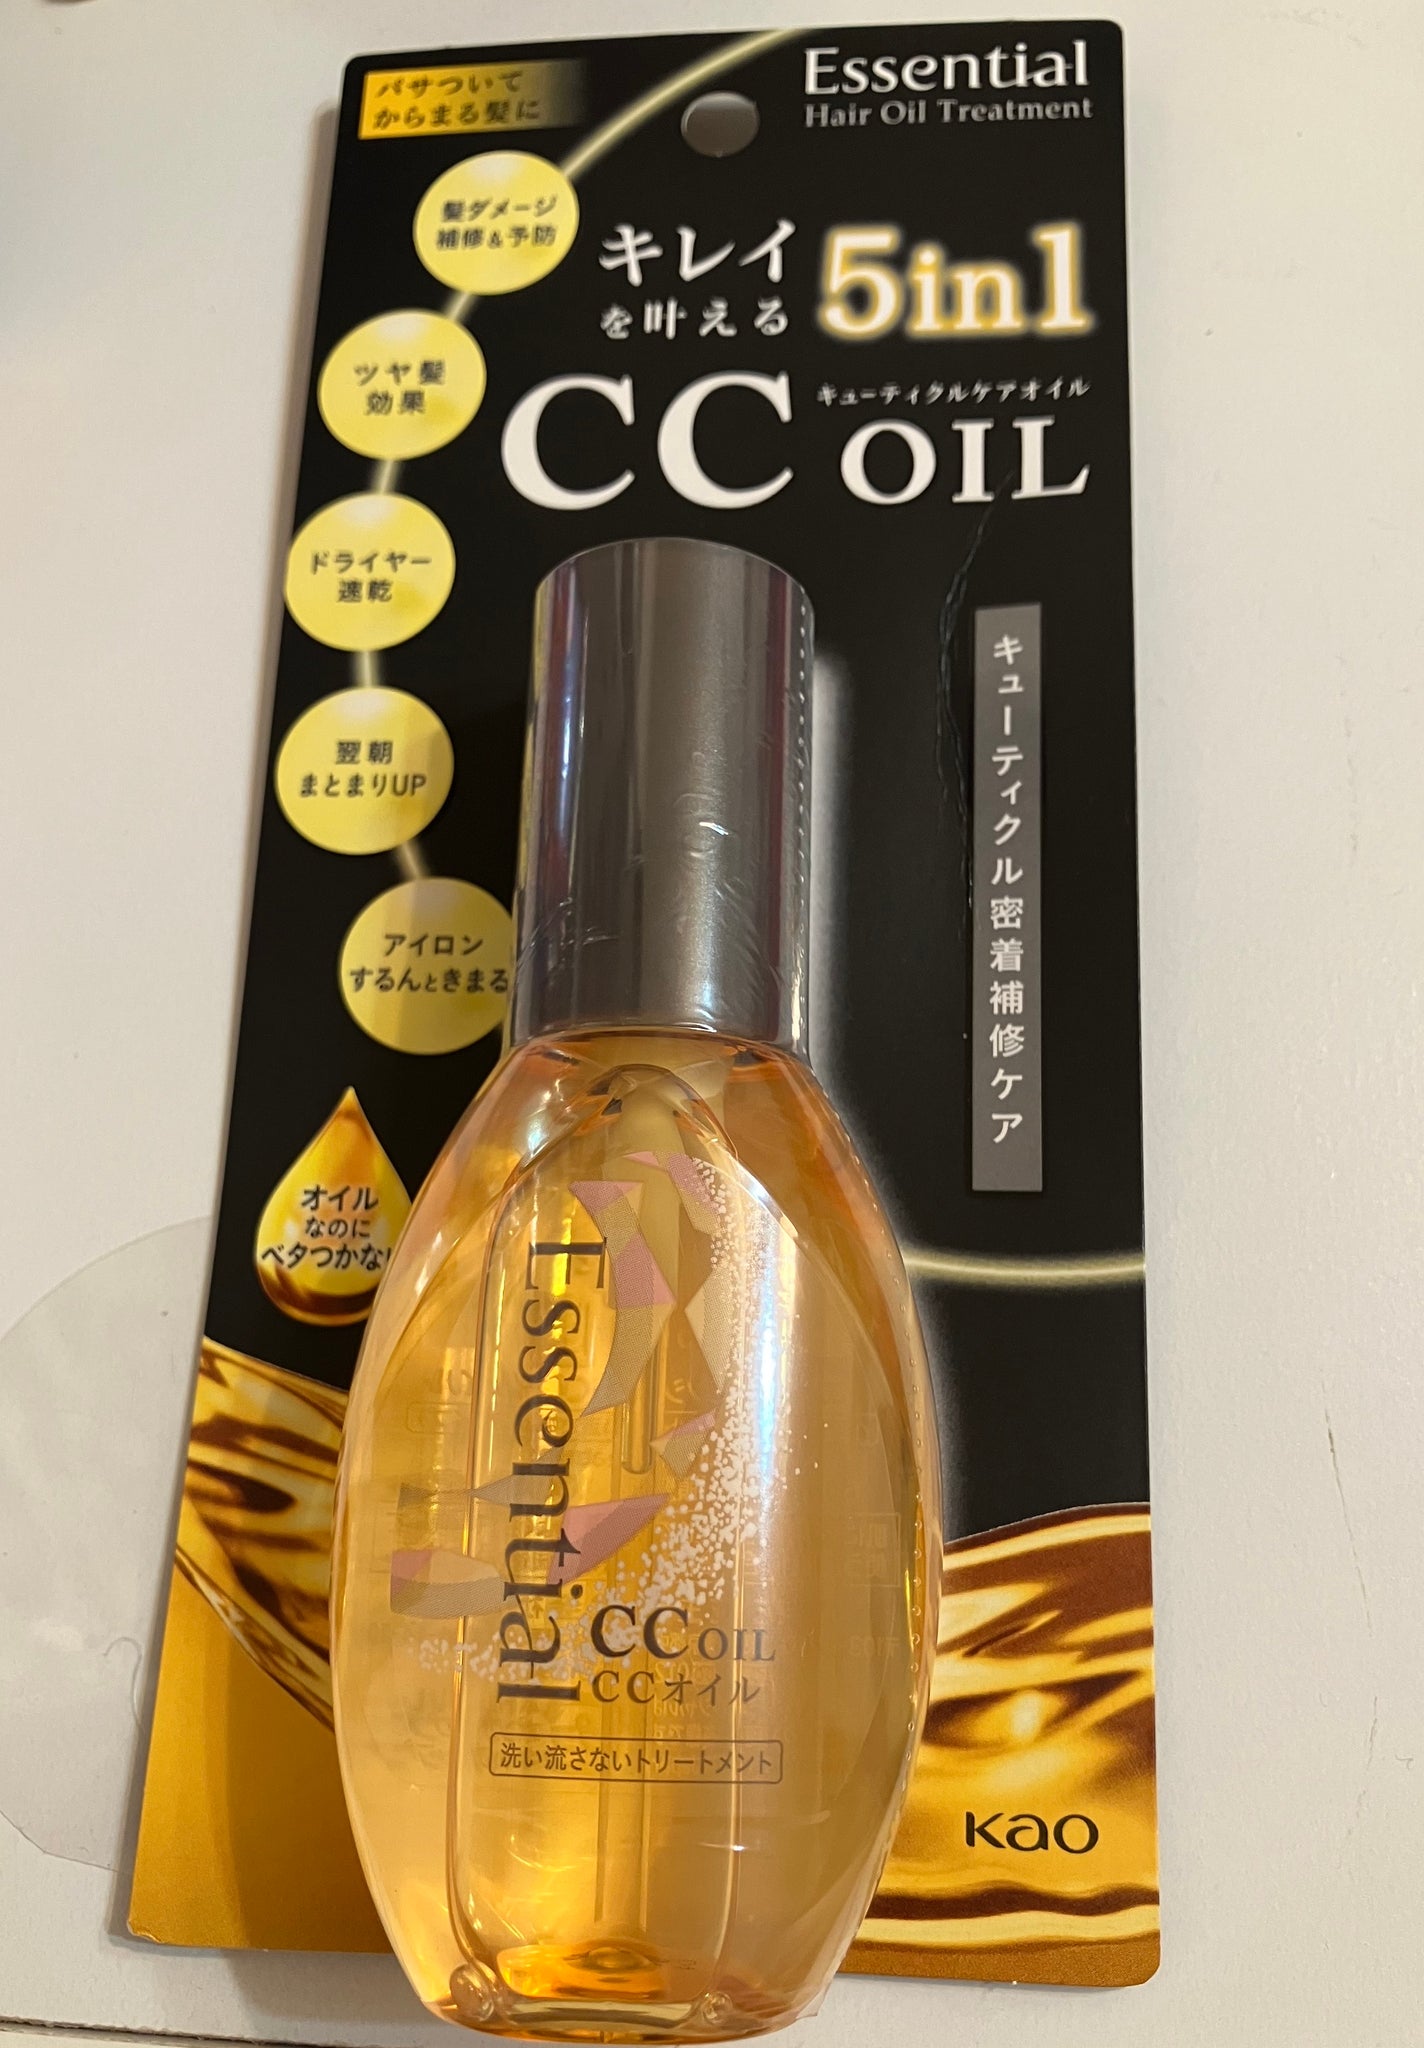 Essential
Hair Oil Treatment
パサついて
からまる髪に
髪ダメージ
補修&予防
キレイ
を叶える
5in1
ツヤ髪
効果
キューティクルケアオイル
CC OIL
ドライヤー
速乾
キューティクル密着補修ケア
翌朝
まとまりUP
アイロン
するんときまる
オイル
なのに
ベタつかない
Essential
CC OIL
CCオイル
洗い流さないトリートメント
Kao